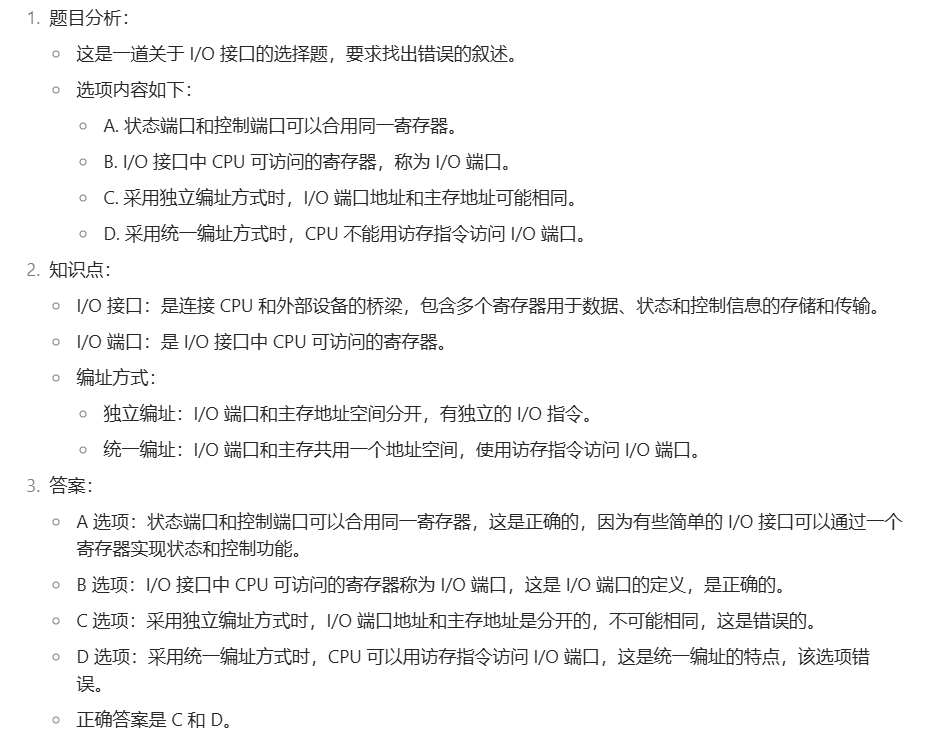 1. 题目分析：
○ 这是一道关于 I/O 接口的选择题，要求找出错误的叙述。
○ 选项内容如下：
○ A. 状态端口和控制端口可以合用同一寄存器。
○ B. I/O 接口中 CPU 可访问的寄存器，称为 I/O 端口。
○ C. 采用独立编址方式时，I/O 端口地址和主存地址可能相同。
○ D. 采用统一编址方式时，CPU 不能用访存指令访问 I/O 端口。
2. 知识点：
○ I/O 接口：是连接 CPU 和外部设备的桥梁，包含多个寄存器用于数据、状态和控制信息的存储和传输。
○ I/O 端口：是 I/O 接口中 CPU 可访问的寄存器。
○ 编址方式：
○ 独立编址：I/O 端口和主存地址空间分开，有独立的 I/O 指令。
○ 统一编址：I/O 端口和主存共用一个地址空间，使用访存指令访问 I/O 端口。
3. 答案：
○ A 选项：状态端口和控制端口可以合用同一寄存器，这是正确的，因为有些简单的 I/O 接口可以通过一个
寄存器实现状态和控制功能。
○ B 选项：I/O 接口中 CPU 可访问的寄存器称为 I/O 端口，这是 I/O 端口的定义，是正确的。
○ C 选项：采用独立编址方式时，I/O 端口地址和主存地址是分开的，不可能相同，这是错误的。
○ D 选项：采用统一编址方式时，CPU 可以用访存指令访问 I/O 端口，这是统一编址的特点，该选项错
误。
○ 正确答案是 C 和 D。